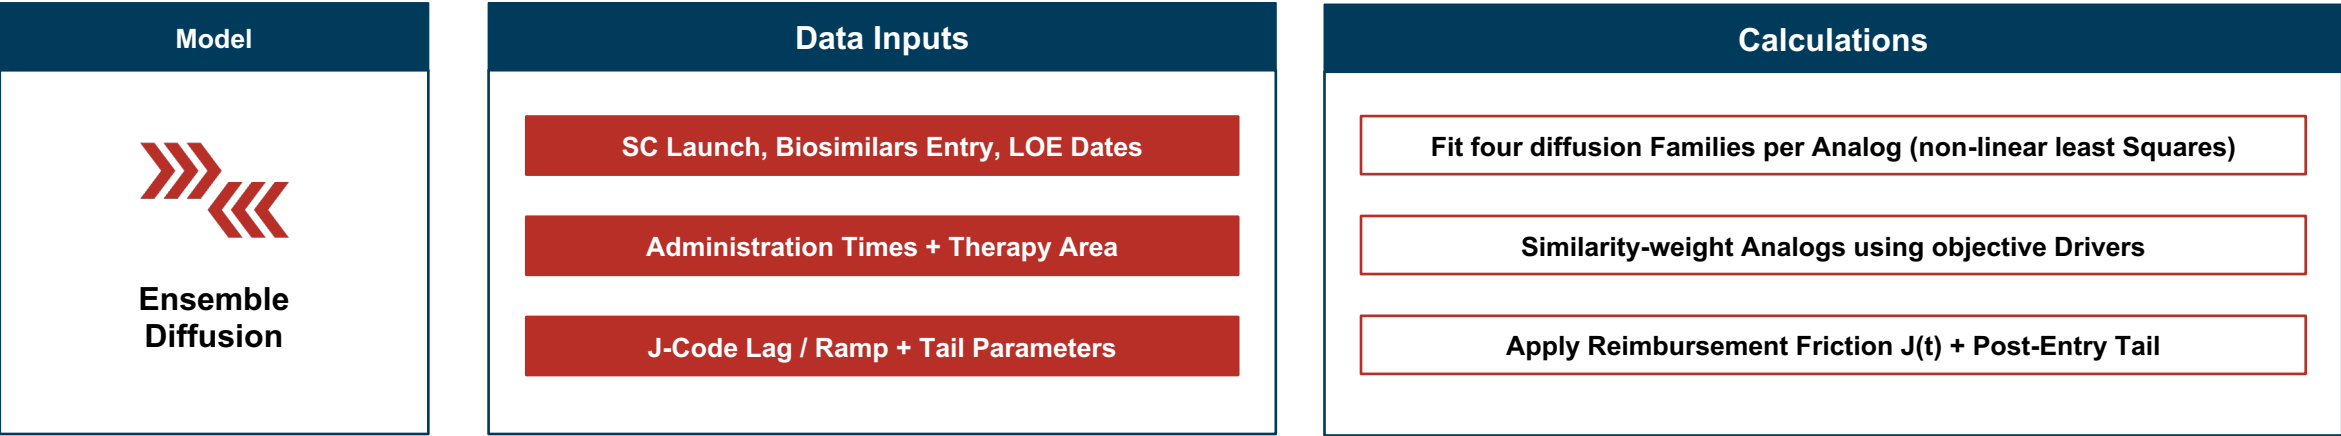 Model
Ensemble
Diffusion
Data Inputs
SC Launch, Biosimilars Entry, LOE Dates
Administration Times + Therapy Area
J-Code Lag / Ramp + Tail Parameters
Calculations
Fit four diffusion Families per Analog (non-linear least Squares)
Similarity-weight Analogs using objective Drivers
Apply Reimbursement Friction J(t) + Post-Entry Tail